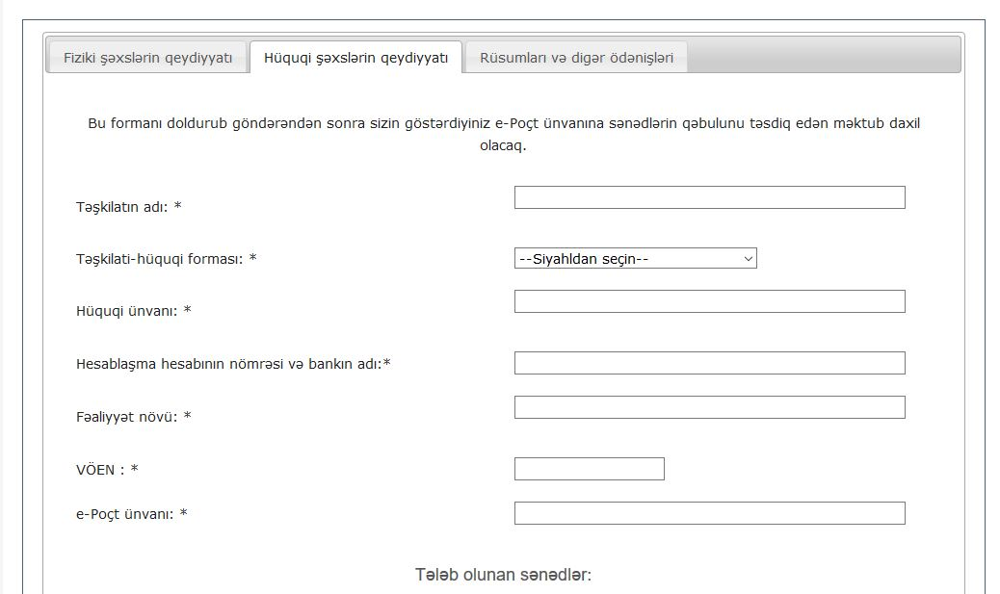 Fiziki şəxslərin qeydiyyatı
Hüquqi şəxslərin qeydiyyatı
Rüsumları və digər ödənişləri
Bu formanı doldurub göndərəndən sonra sizin göstərdiyiniz e-Poçt ünvanına sənədlərin qəbulunu təsdiq edən məktub daxil
olacaq.
Təşkilatın adı: *
Təşkilati-hüquqi forması: *
--Siyahldan seçin--
Hüquqi ünvanı: *
Hesablaşma hesabının nömrəsi və bankın adı:*
Fəaliyyət növü: *
VÖEN : *
e-Poçt ünvanı: *
Tələb olunan sənədlər: